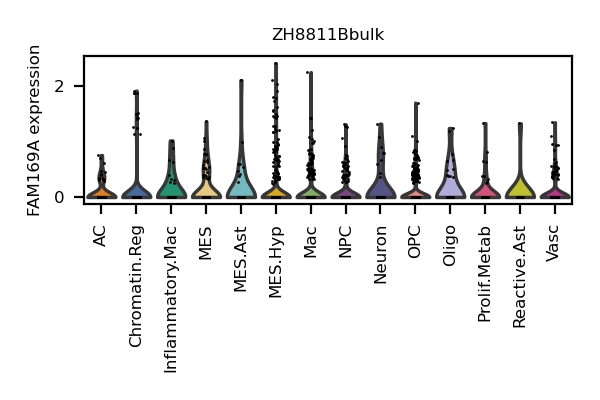 ZH8811Bbulk
FAM169A expression
2
0
AC
Chromatin.Reg
Inflammatory.Mac
MES
MES.Ast
MES.Hyp
Mac
NPC
Neuron
OPC
Oligo
Prolif.Metab
Reactive.Ast
Vasc